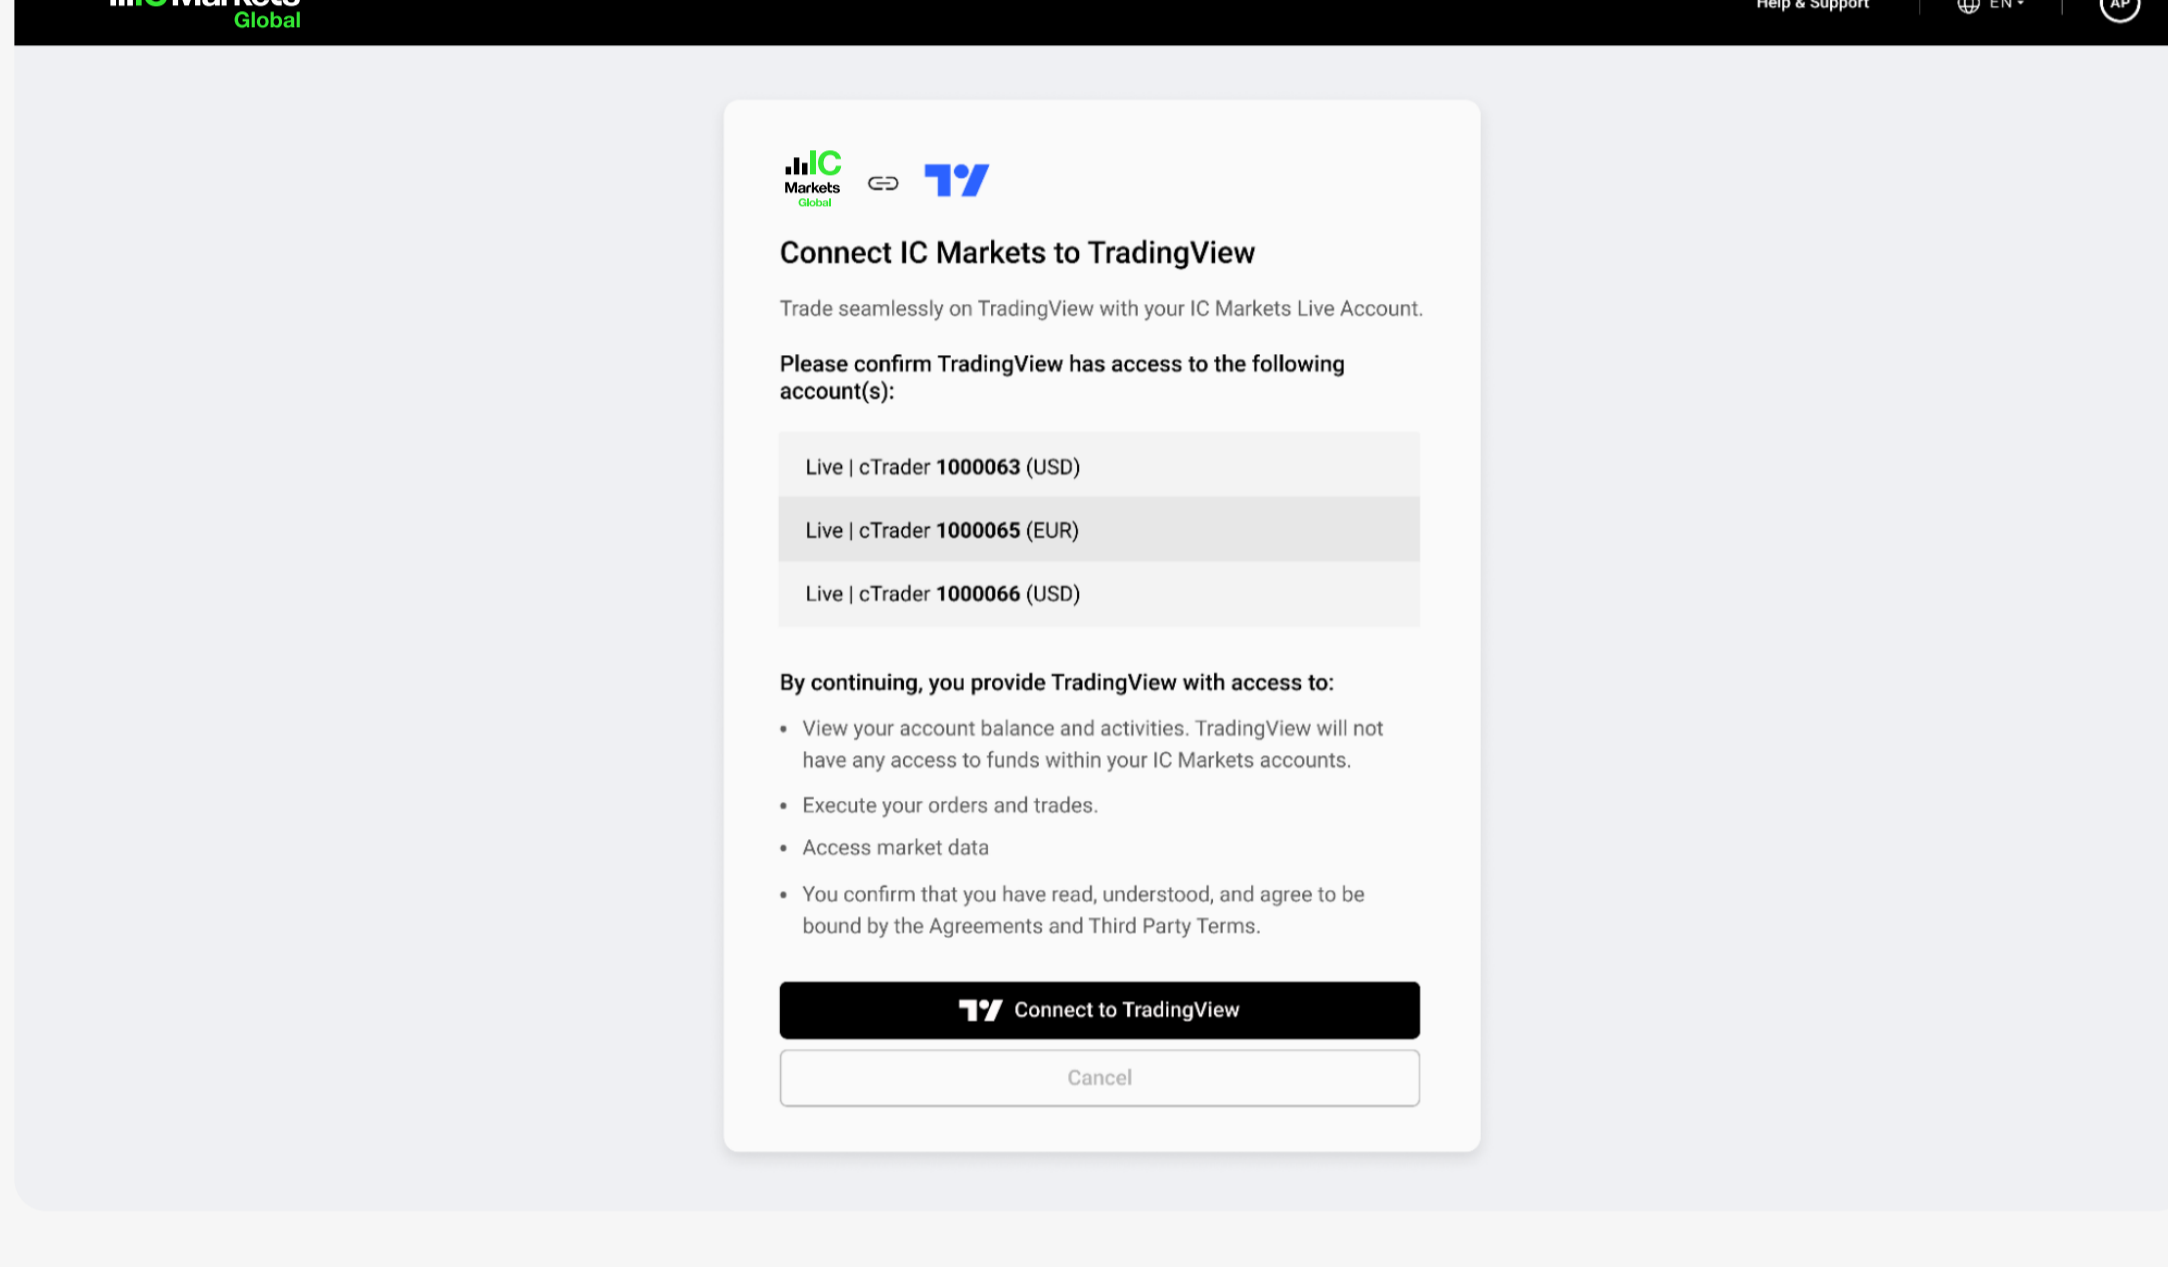 IC Markets
Global
Help & Support
EN
AP
IC
Markets
Global
Connect IC Markets to TradingView
Trade seamlessly on TradingView with your IC Markets Live Account.
Please confirm TradingView has access to the following
account(s):
Live | cTrader 1000063 (USD)
Live | cTrader 1000065 (EUR)
Live | cTrader 1000066 (USD)
By continuing, you provide TradingView with access to:
• View your account balance and activities. TradingView will not
have any access to funds within your IC Markets accounts.
• Execute your orders and trades.
• Access market data
• You confirm that you have read, understood, and agree to be
bound by the Agreements and Third Party Terms.
Connect to TradingView
Cancel